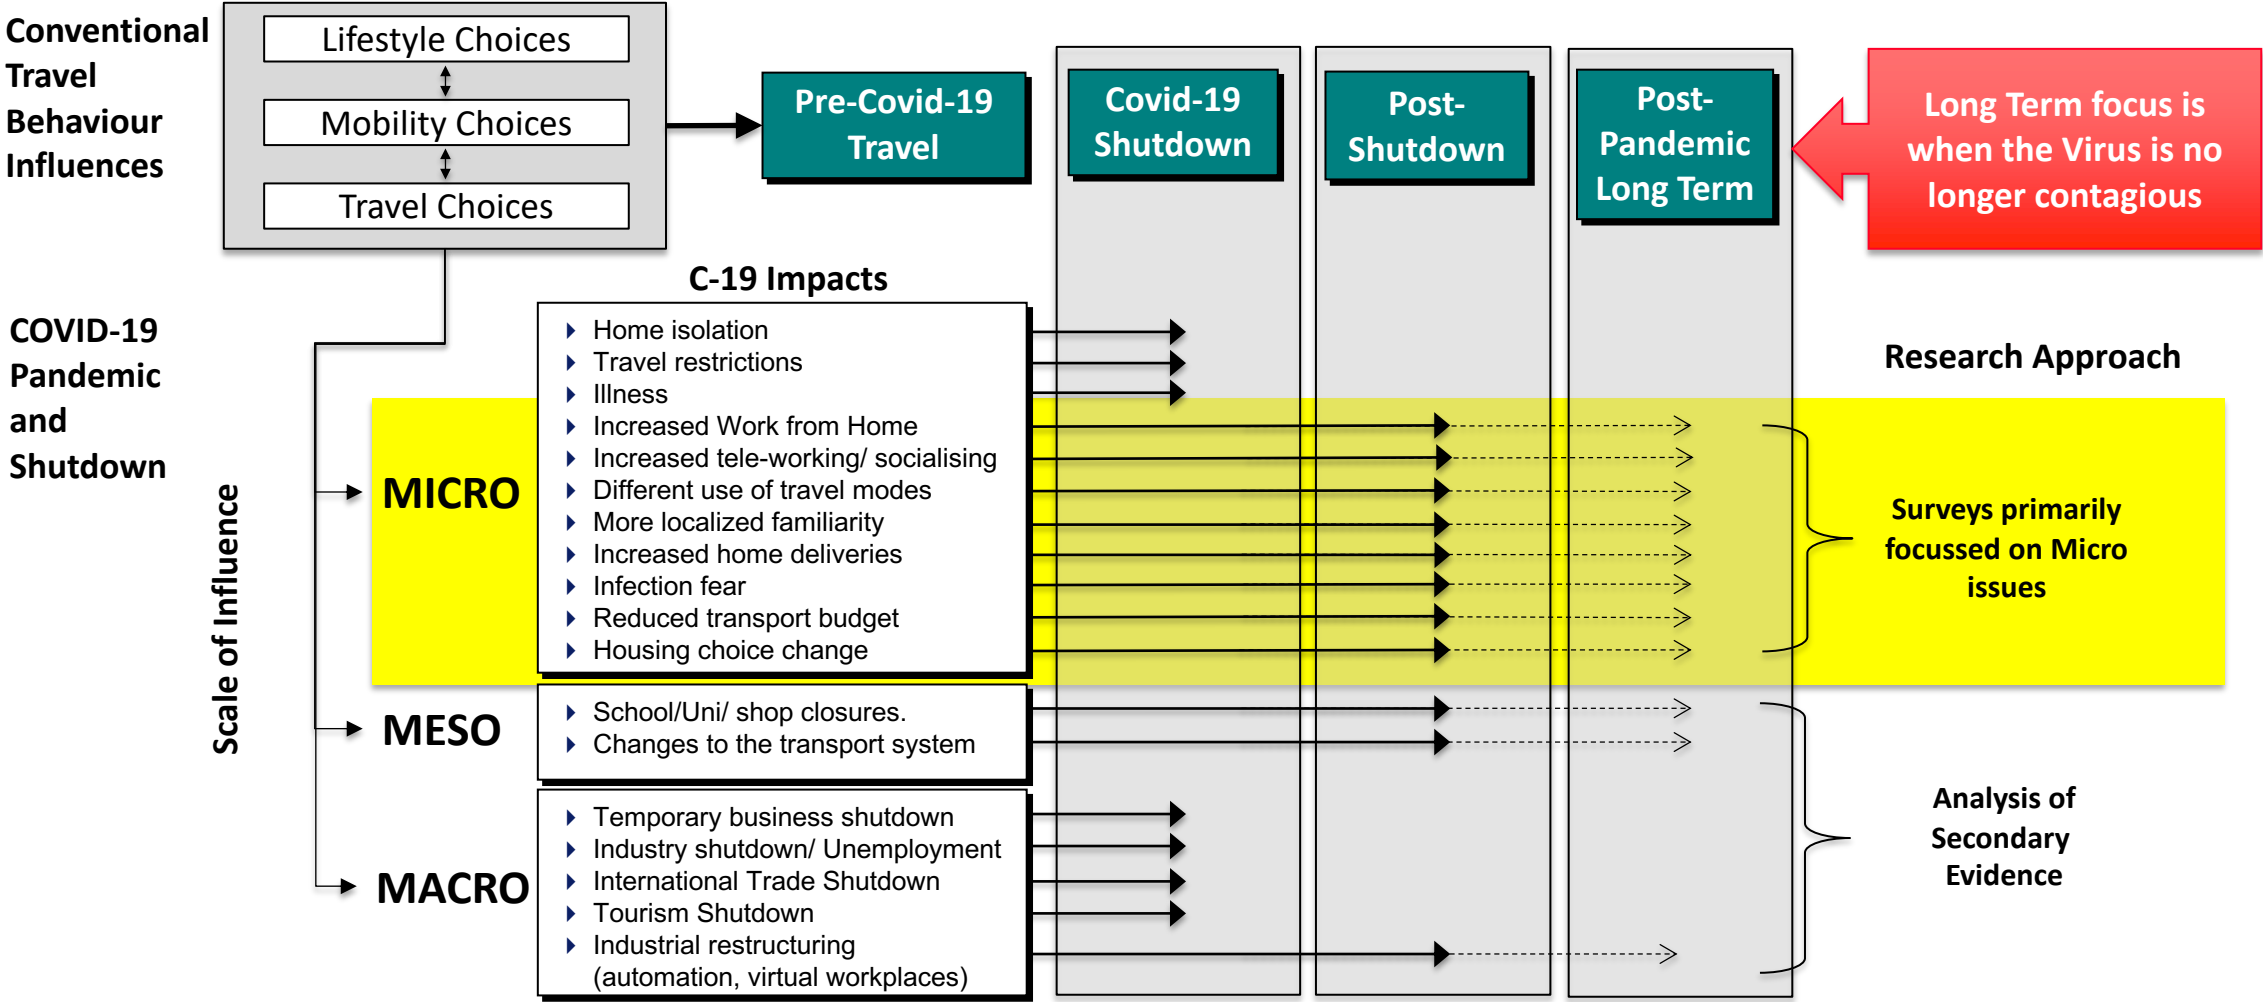 Conventional
Travel
Behaviour
Influences
Lifestyle Choices
Mobility Choices
Travel Choices
Pre-Covid-19
Travel
Covid-19
Shutdown
Post-
Shutdown
Post-
Pandemic
Long Term
Long Term focus is
when the Virus is no
longer contagious
COVID-19
Pandemic
and
Shutdown
Scale of Influence
C-19 Impacts
MICRO
Home isolation
Travel restrictions
Illness
Increased Work from Home
Increased tele-working/ socialising
Different use of travel modes
More localized familiarity
Increased home deliveries
Infection fear
Reduced transport budget
Housing choice change
MESO
School/Uni/ shop closures.
Changes to the transport system
MACRO
Temporary business shutdown
Industry shutdown/ Unemployment
International Trade Shutdown
Tourism Shutdown
Industrial restructuring
(automation, virtual workplaces)
Research Approach
Surveys primarily
focussed on Micro
issues
Analysis of
Secondary
Evidence